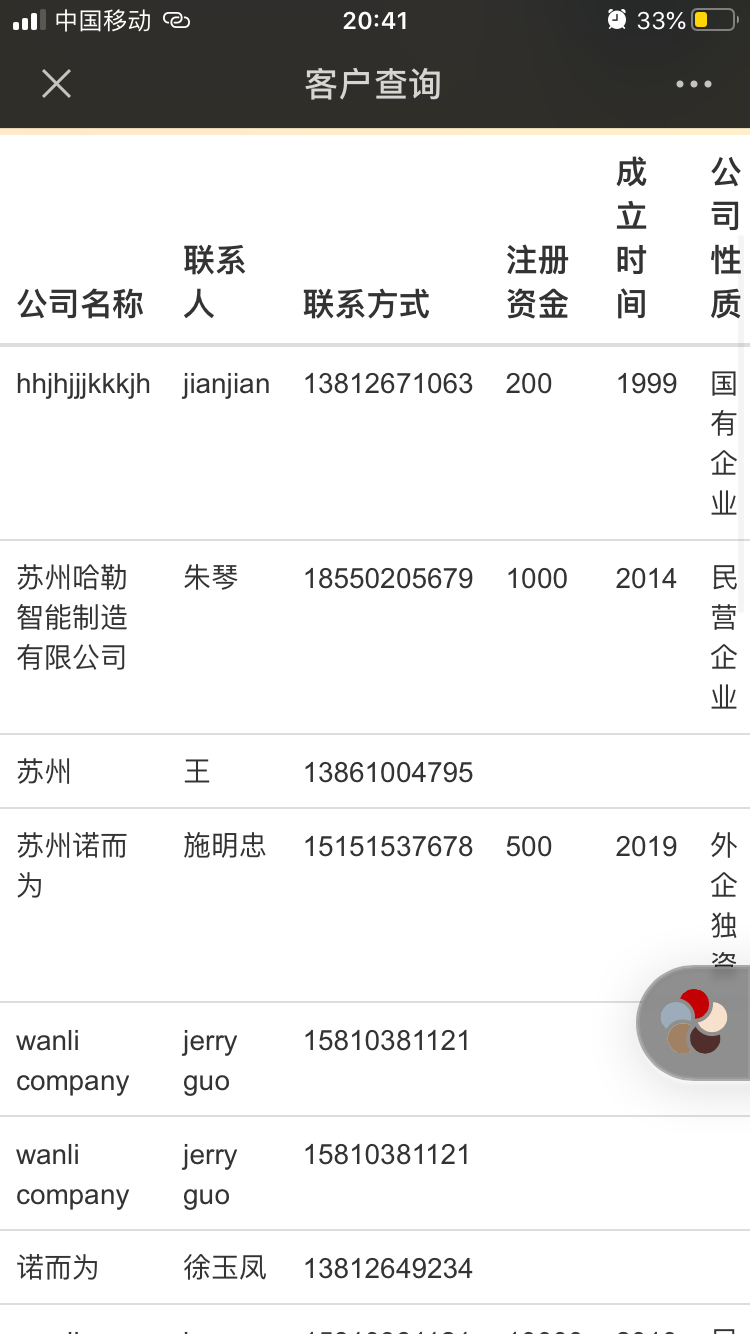 中国移动 20:41 33%
客户查询
公司名称 联系人 联系方式 注册资金 成立时间 公司性质
hhjhjjjkkkjh jianjian 13812671063 200 1999 国有企业
苏州哈勒智能制造有限公司 朱琴 18550205679 1000 2014 民营企业
苏州 王 13861004795
苏州诺而为 施明忠 15151537678 500 2019 外企独资
wanli company jerry guo 15810381121
wanli company jerry guo 15810381121
诺而为 徐玉凤 13812649234